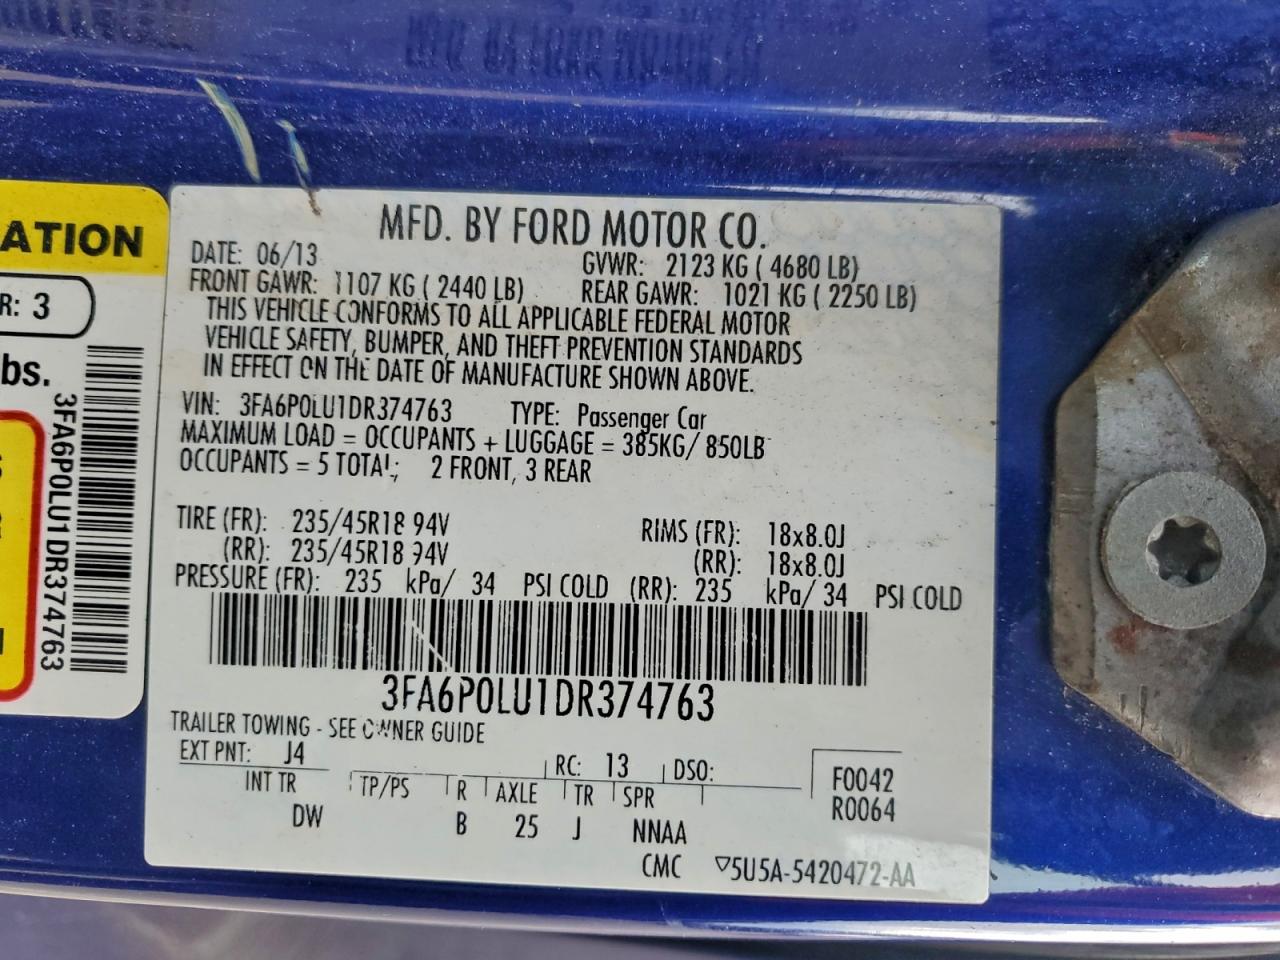 ATION
R: 3
bs.
3FA6P0LU1DR374763
MFD. BY FORD MOTOR CO.
DATE: 06/13 GVWR: 2123 KG ( 4680 LB)
FRONT GAWR: 1107 KG ( 2440 LB) REAR GAWR: 1021 KG ( 2250 LB)
THIS VEHICLE CONFORMS TO ALL APPLICABLE FEDERAL MOTOR
VEHICLE SAFETY, BUMPER, AND THEFT PREVENTION STANDARDS
IN EFFECT ON THE DATE OF MANUFACTURE SHOWN ABOVE.
VIN: 3FA6P0LU1DR374763 TYPE: Passenger Car
MAXIMUM LOAD = OCCUPANTS + LUGGAGE = 385KG/ 850LB
OCCUPANTS = 5 TOTAL; 2 FRONT, 3 REAR
TIRE (FR): 235/45R18 94V RIMS (FR): 18x8.0J
(RR): 235/45R18 94V (RR): 18x8.0J
PRESSURE (FR): 235 kPa/ 34 PSI COLD (RR): 235 kPa/ 34 PSI COLD
3FA6P0LU1DR374763
TRAILER TOWING - SEE OWNER GUIDE
EXT PNT: J4 RC: 13 DSO: F0042
INT TR TP/PS R AXLE TR SPR R0064
DW B 25 J NNAA
CMC ▽5U5A-5420472-AA